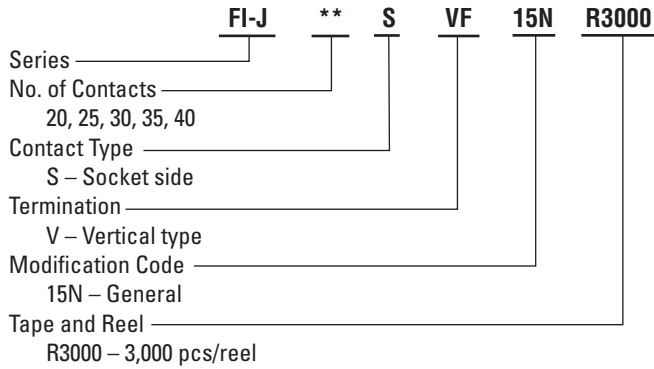 FI-J ** S VF 15N R3000
Series
No. of Contacts
20, 25, 30, 35, 40
Contact Type
S – Socket side
Termination
V – Vertical type
Modification Code
15N – General
Tape and Reel
R3000 – 3,000 pcs/reel